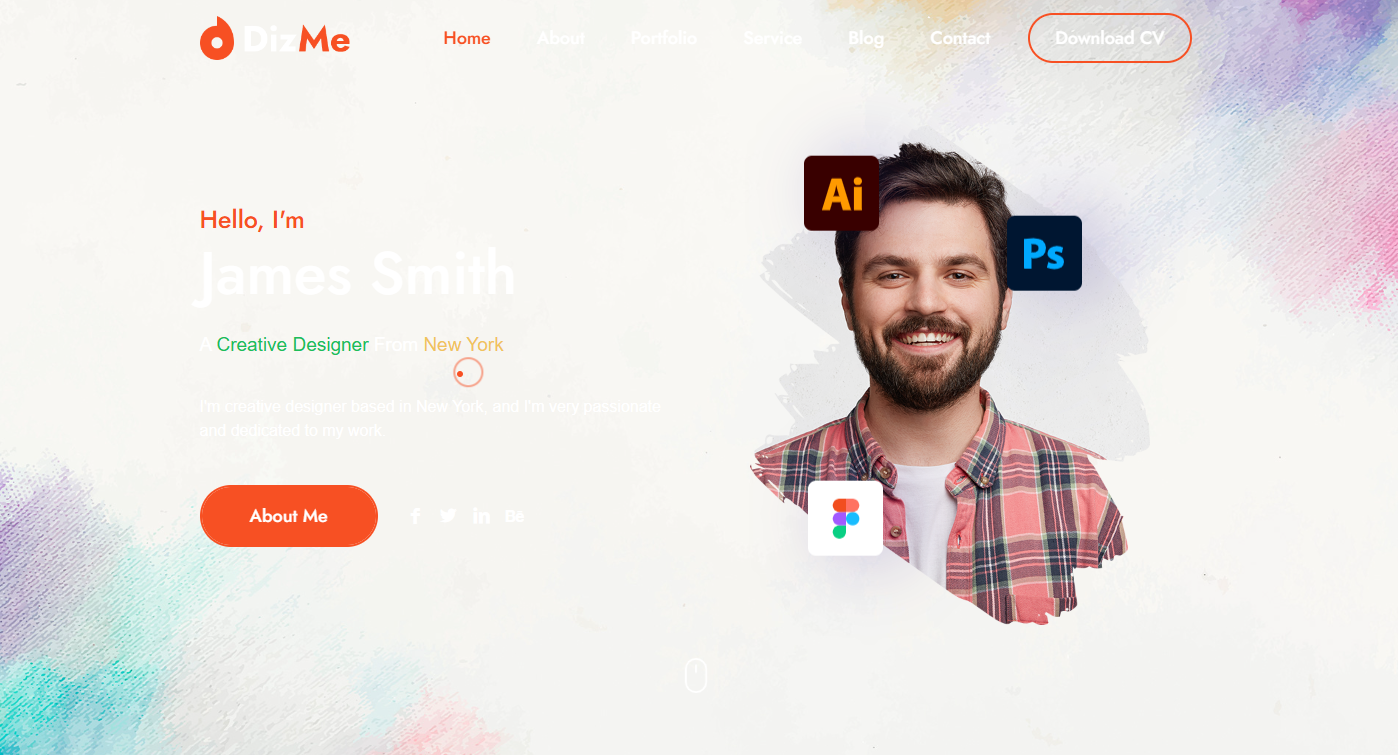 DizMe
Home About Portfolio Service Blog Contact Download CV
Ai
Ps
Hello, I'm
James Smith
A Creative Designer From New York
I'm creative designer based in New York, and I'm very passionate
and dedicated to my work.
About Me
f in Bē